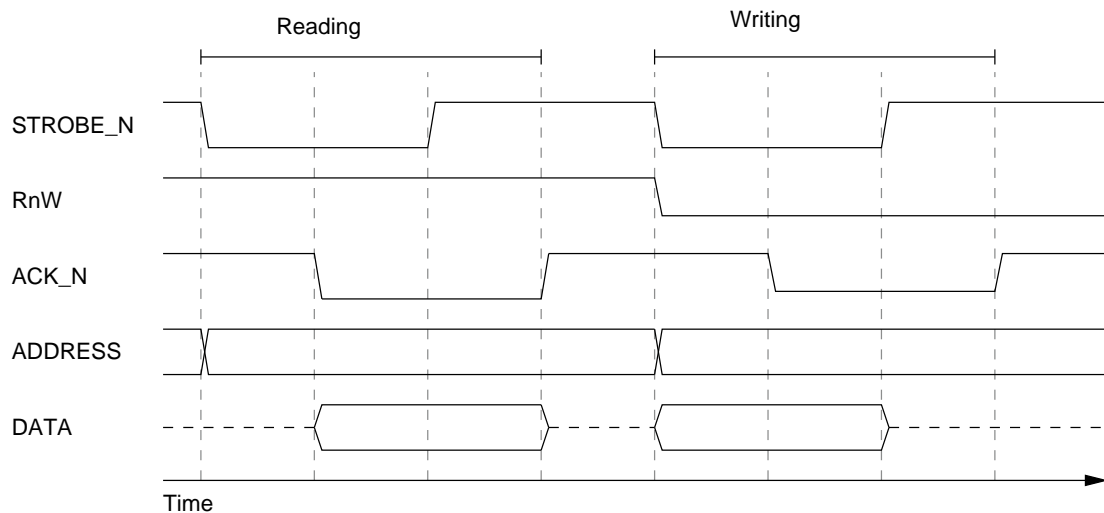 Reading
Writing
STROBE_N
RnW
ACK_N
ADDRESS
DATA
Time